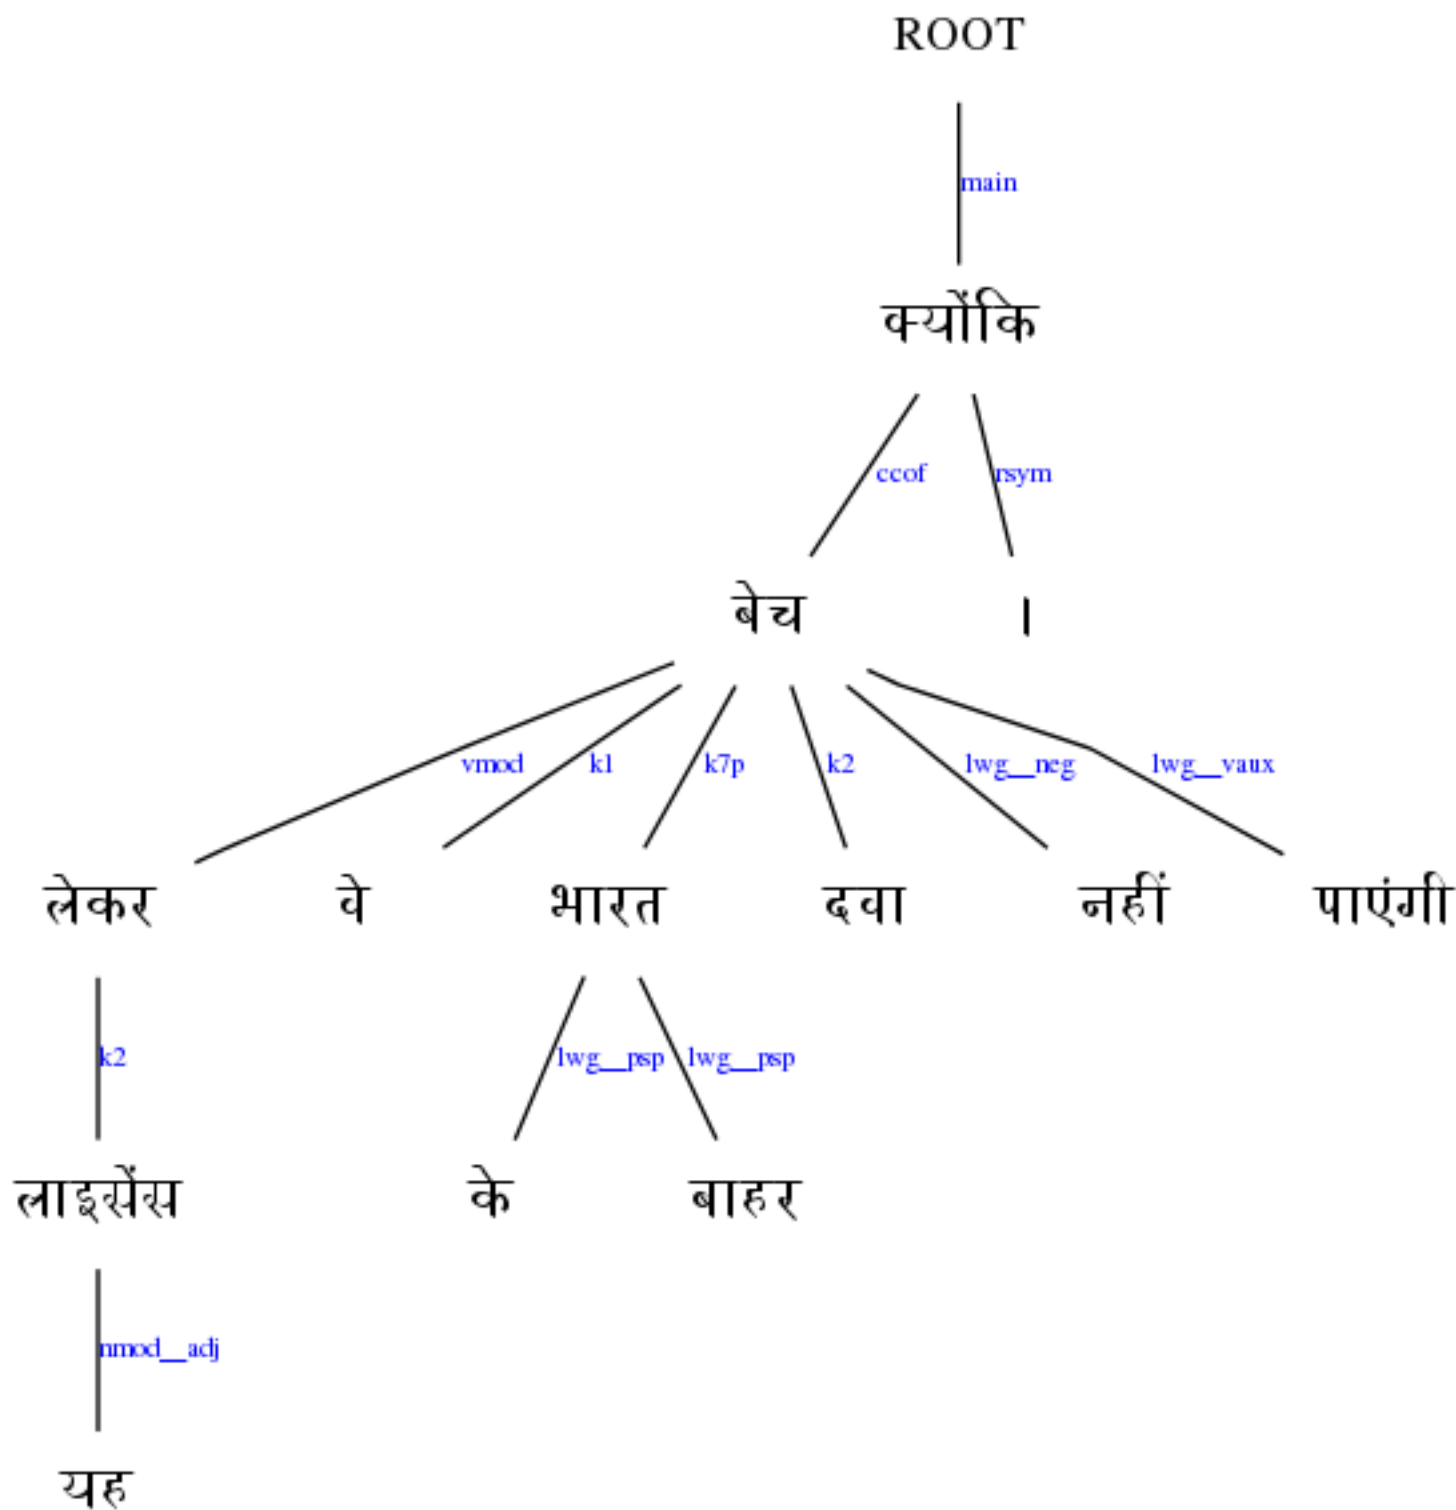 ROOT
main
क्योंकि
ccof rsym
बेच ।
vmod k1 k7p k2 lwg__neg lwg__vaux
लेकर वे भारत दवा नहीं पाएंगी
k2 lwg__psp lwg__psp
लाइसेंस के बाहर
nmod__adj
यह